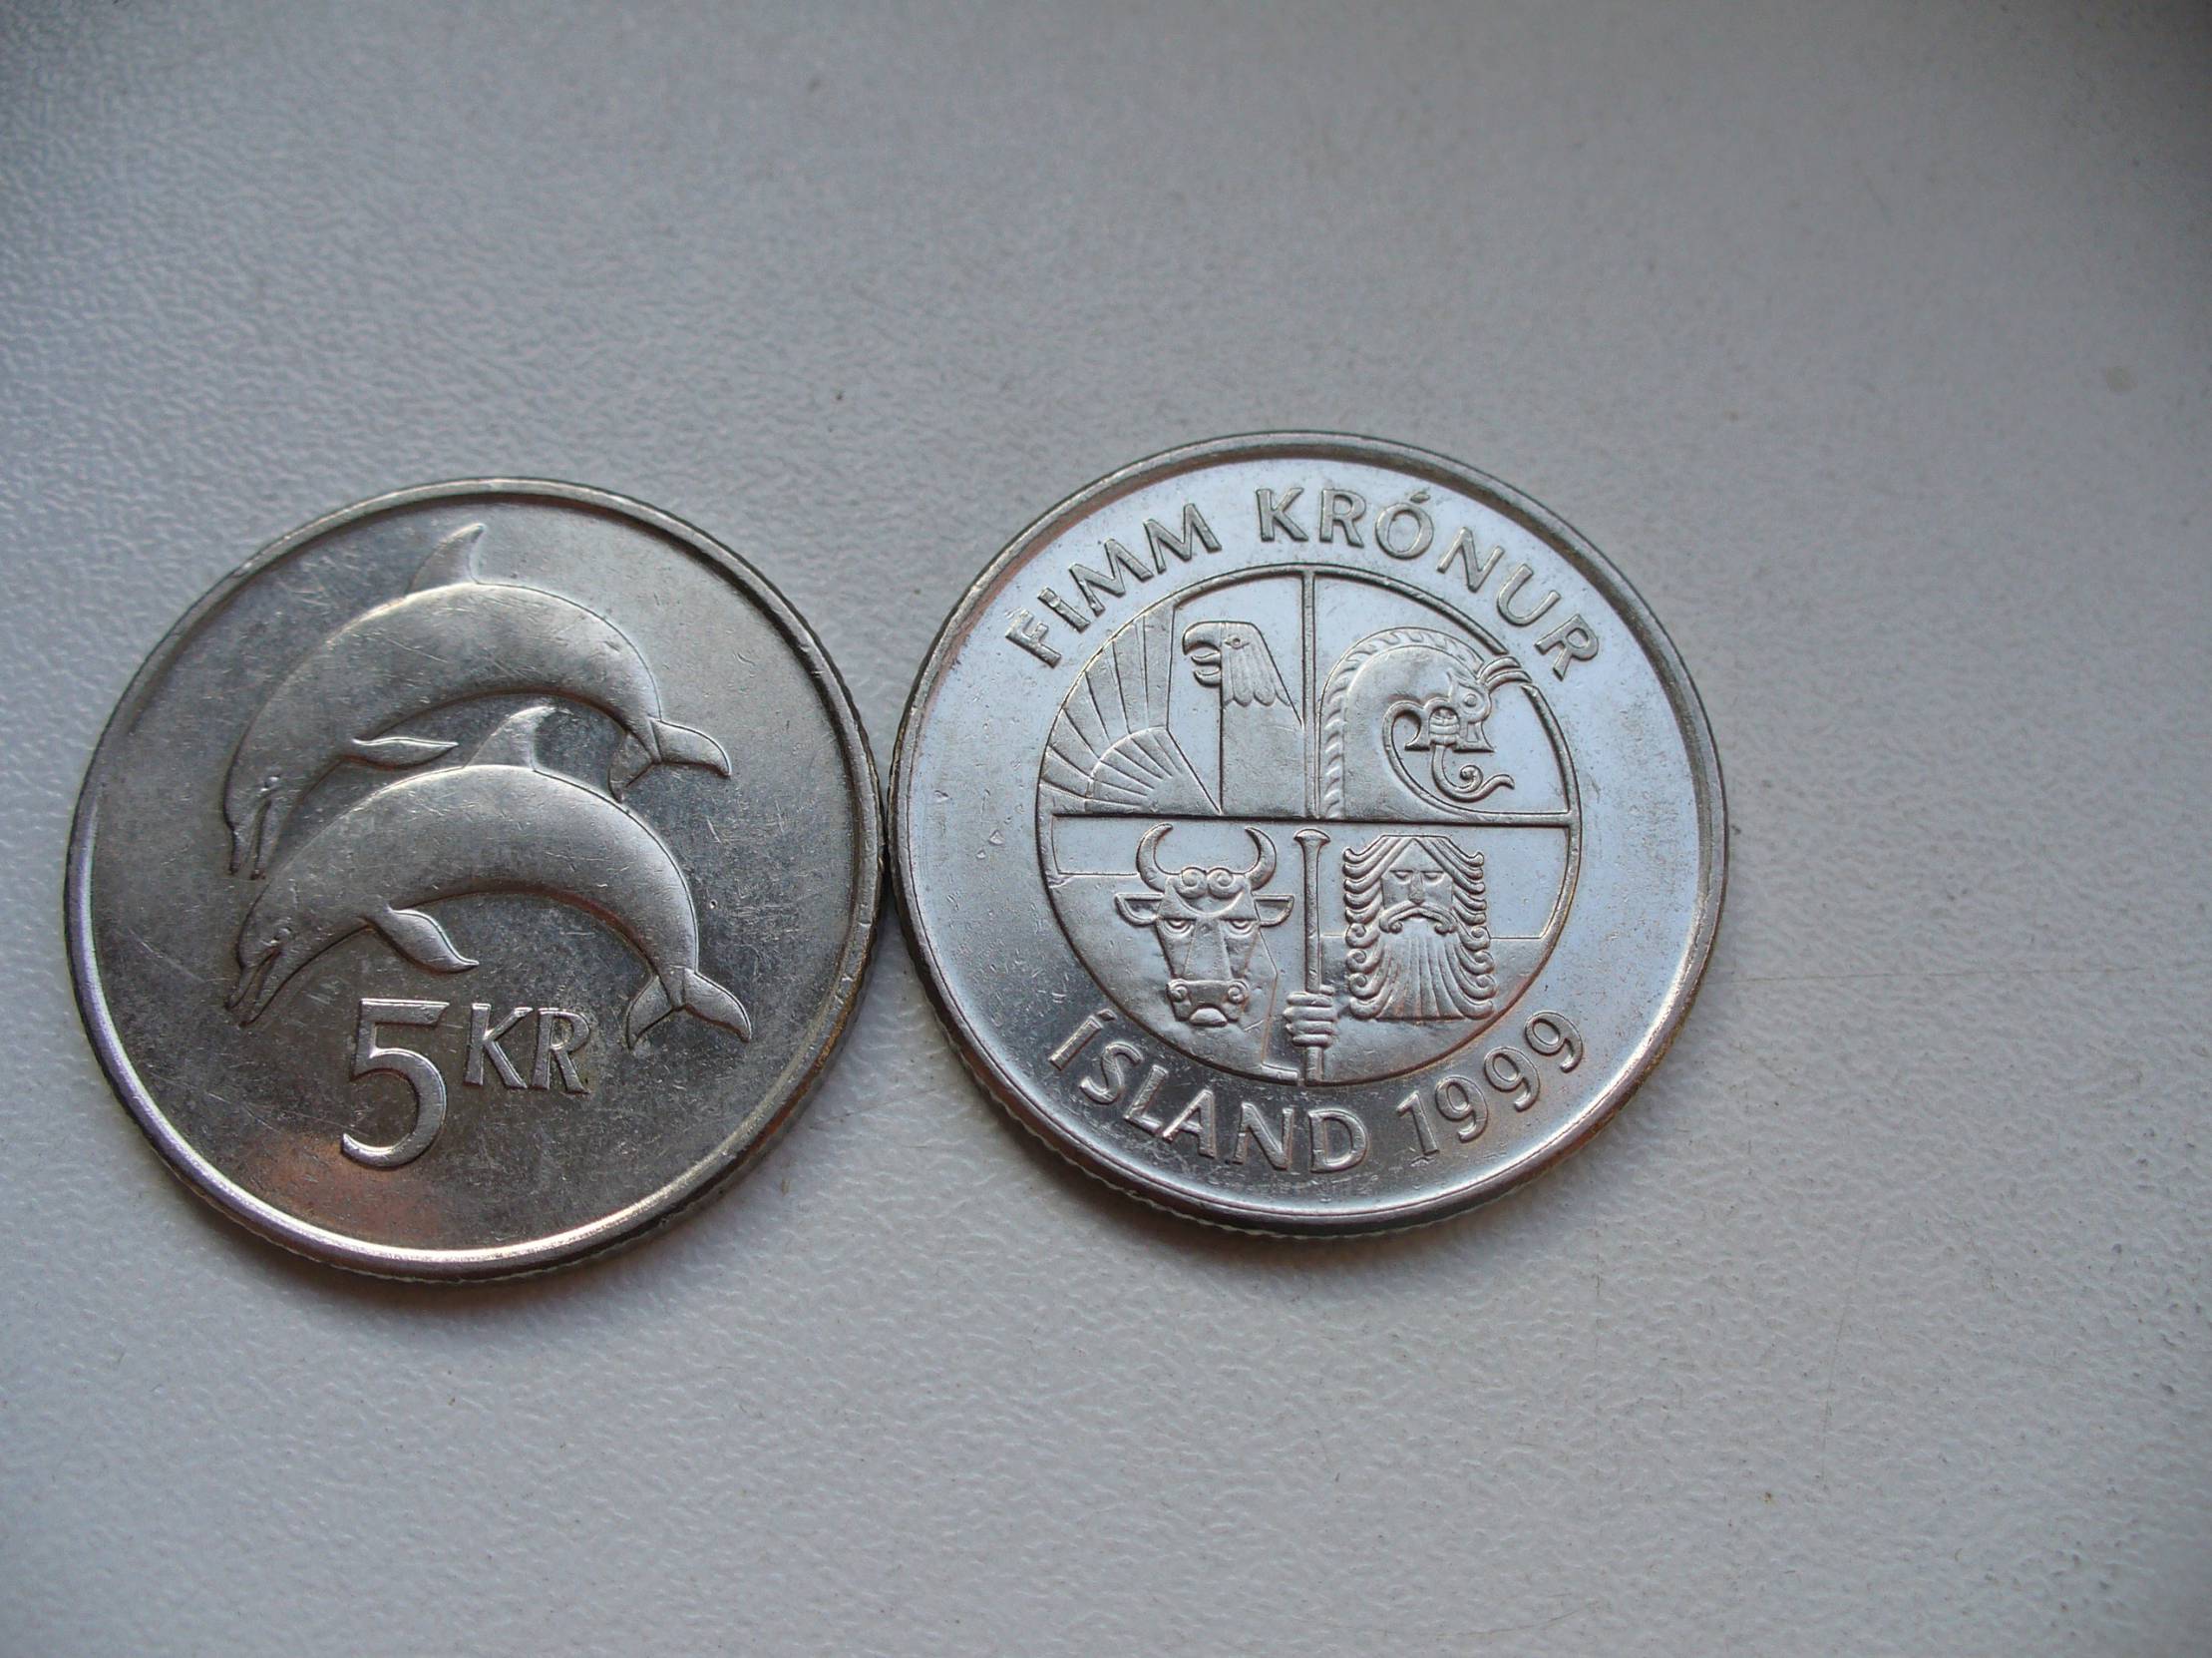 5 KR
FIMM KRÓNUR
ÍSLAND 1999